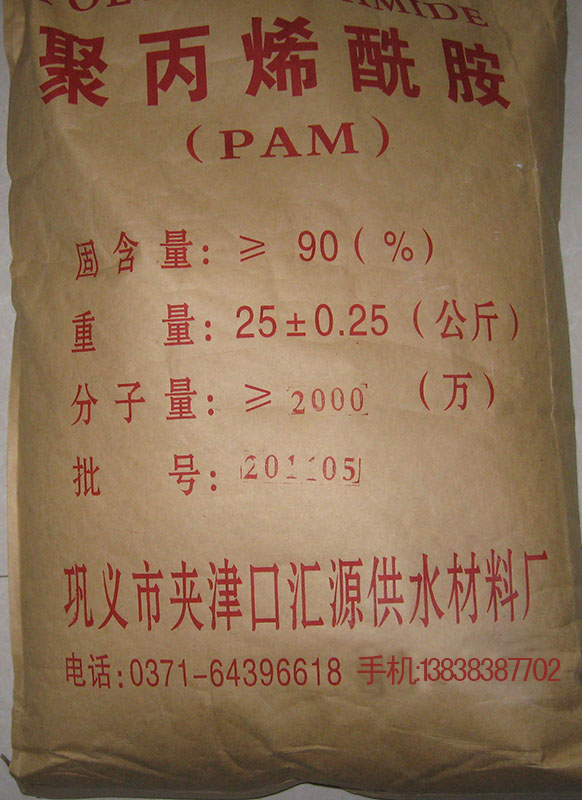 聚丙烯酰胺
(PAM)
固含量: ≥ 90(%)
重量: 25±0.25(公斤)
分子量: ≥ 2000 (万)
批号: 201105
巩义市夹津口汇源供水材料厂
电话:0371-64396618 手机:13838387702